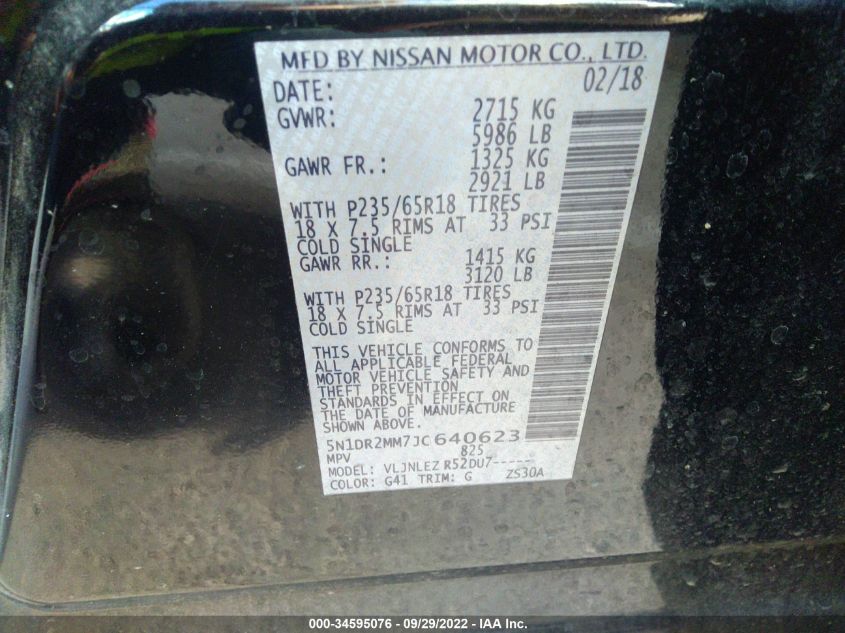 MFD BY NISSAN MOTOR CO., LTD.
DATE: 02/18
GVWR: 2715 KG
5986 LB
GAWR FR.: 1325 KG
2921 LB
WITH P235/65R18 TIRES
18 X 7.5 RIMS AT 33 PSI
COLD SINGLE
GAWR RR.: 1415 KG
3120 LB
WITH P235/65R18 TIRES
18 X 7.5 RIMS AT 33 PSI
COLD SINGLE
THIS VEHICLE CONFORMS TO
ALL APPLICABLE FEDERAL
MOTOR VEHICLE SAFETY AND
THEFT PREVENTION
STANDARDS IN EFFECT ON
THE DATE OF MANUFACTURE
SHOWN ABOVE.
5N1DR2MM7JC640623
MPV 825
MODEL: VLJNLEZ R52DU7-----
COLOR: G41 TRIM: G ZS30A
000-34595076 - 09/29/2022 - IAA Inc.